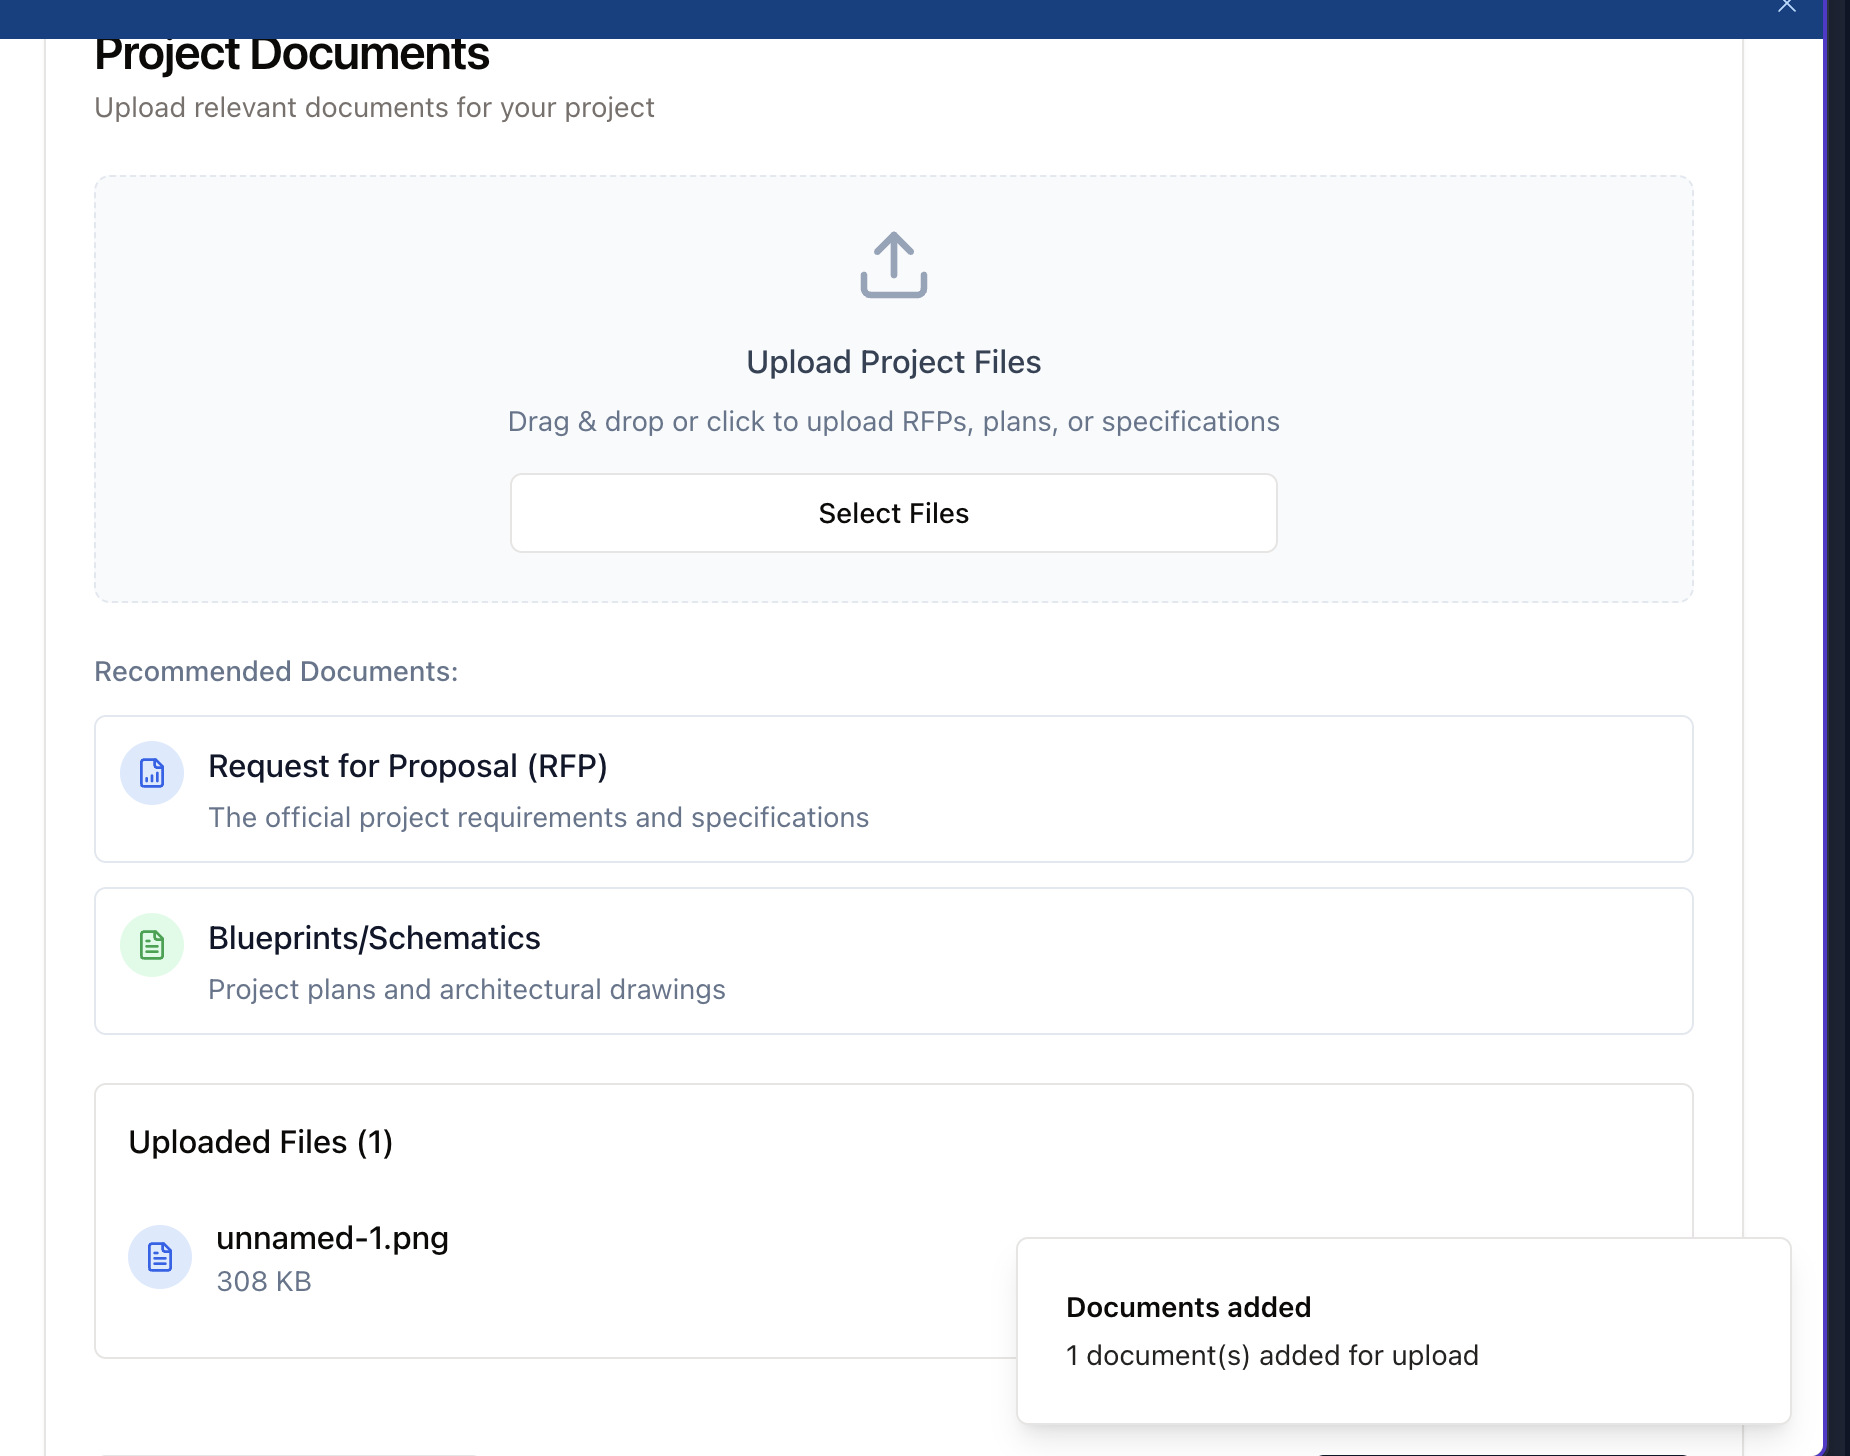 Project Documents
Upload relevant documents for your project
Upload Project Files
Drag & drop or click to upload RFPs, plans, or specifications
Select Files
Recommended Documents:
Request for Proposal (RFP)
The official project requirements and specifications
Blueprints/Schematics
Project plans and architectural drawings
Uploaded Files (1)
unnamed-1.png
308 KB
Documents added
1 document(s) added for upload